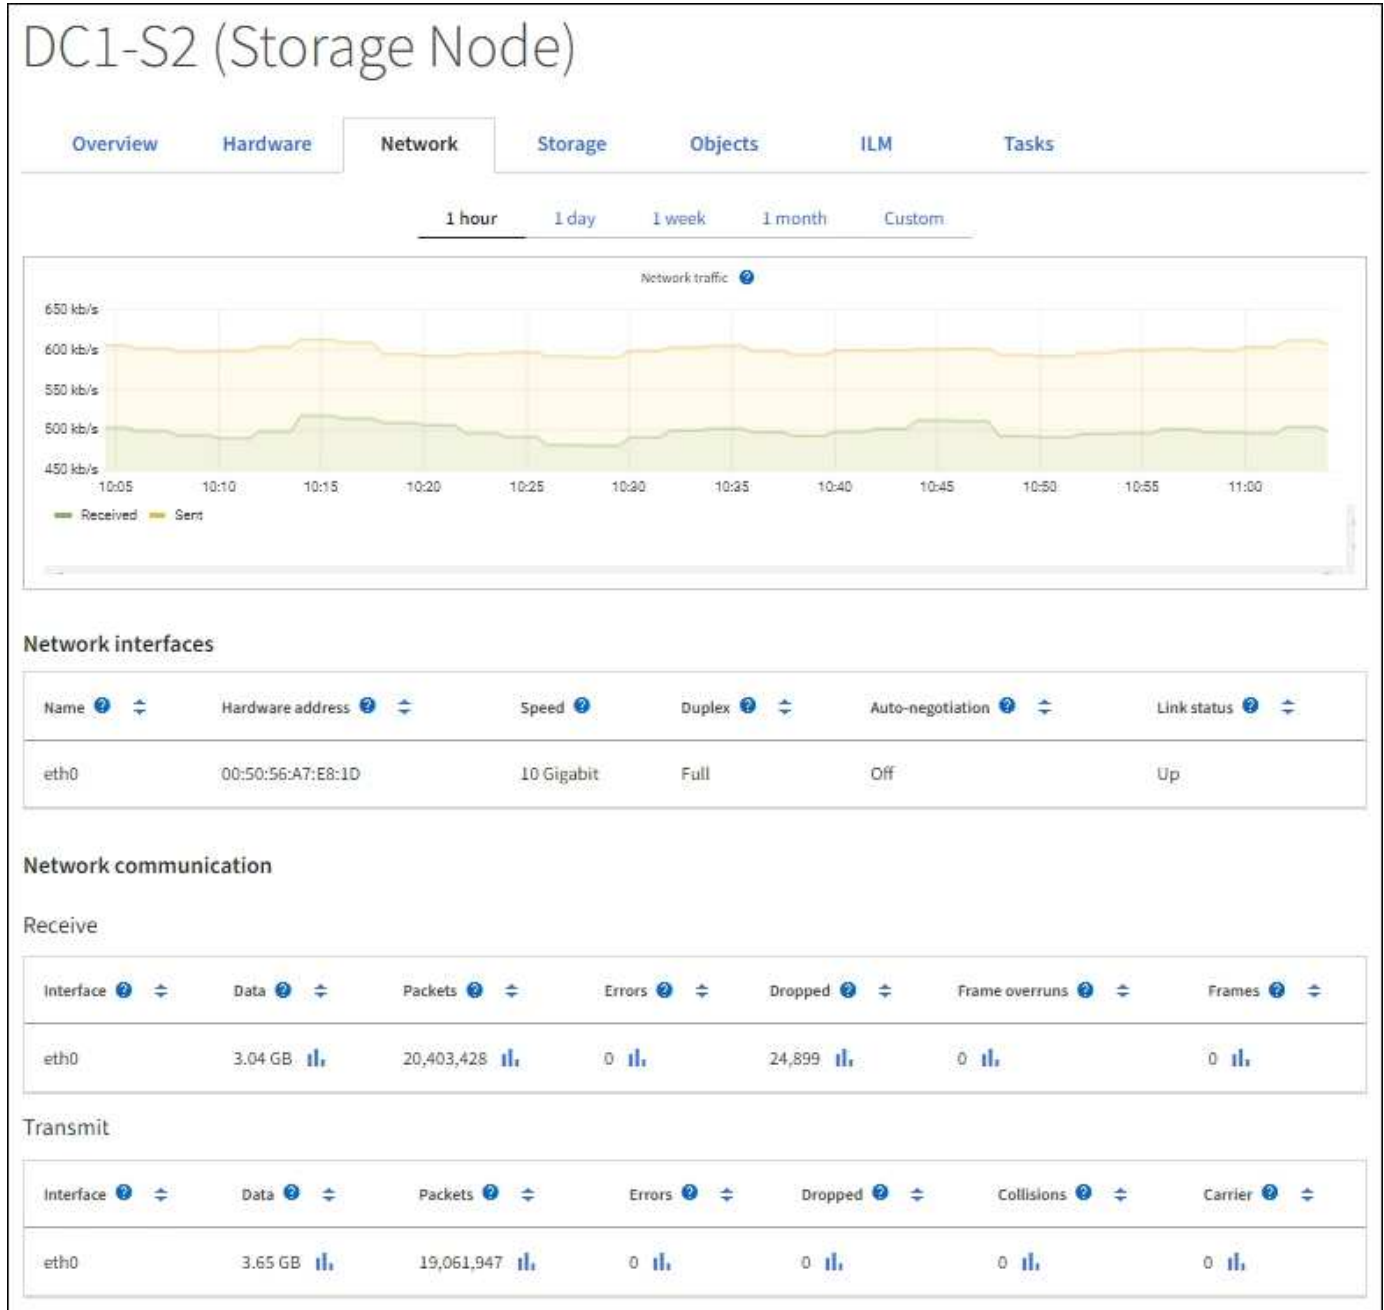 DC1-S2 (Storage Node)
Overview Hardware Network Storage Objects ILM Tasks
1 hour 1 day 1 week 1 month Custom
Network traffic
650 kb/s
600 kb/s
550 kb/s
500 kb/s
450 kb/s
10:05 10:10 10:15 10:20 10:25 10:30 10:35 10:40 10:45 10:50 10:55 11:00
Received Sent
Network interfaces
Name Hardware address Speed Duplex Auto-negotiation Link status
eth0 00:50:56:A7:E8:1D 10 Gigabit Full Off Up
Network communication
Receive
Interface Data Packets Errors Dropped Frame overruns Frames
eth0 3.04 GB 20,403,428 0 24,899 0 0
Transmit
Interface Data Packets Errors Dropped Collisions Carrier
eth0 3.65 GB 19,061,947 0 0 0 0